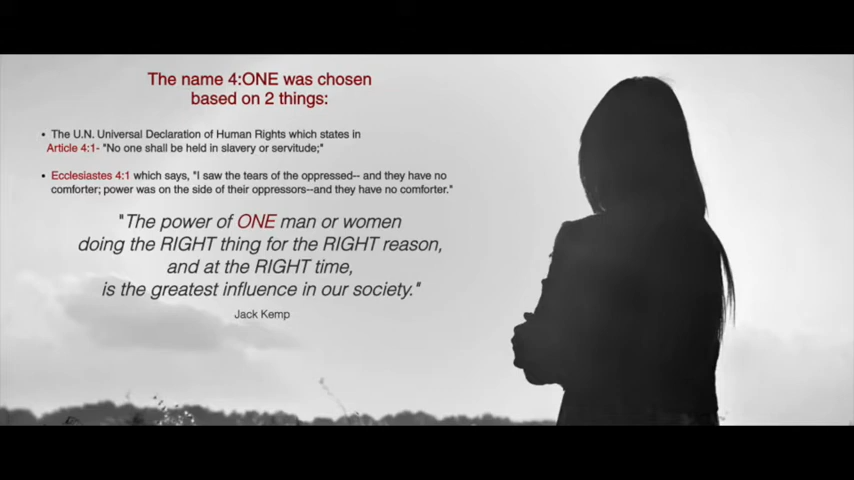 The name 4:ONE was chosen
based on 2 things:
• The U.N. Universal Declaration of Human Rights which states in
Article 4:1- "No one shall be held in slavery or servitude;"
• Ecclesiastes 4:1 which says, "I saw the tears of the oppressed-- and they have no
comforter; power was on the side of their oppressors--and they have no comforter."
"The power of ONE man or women
doing the RIGHT thing for the RIGHT reason,
and at the RIGHT time,
is the greatest influence in our society."
Jack Kemp